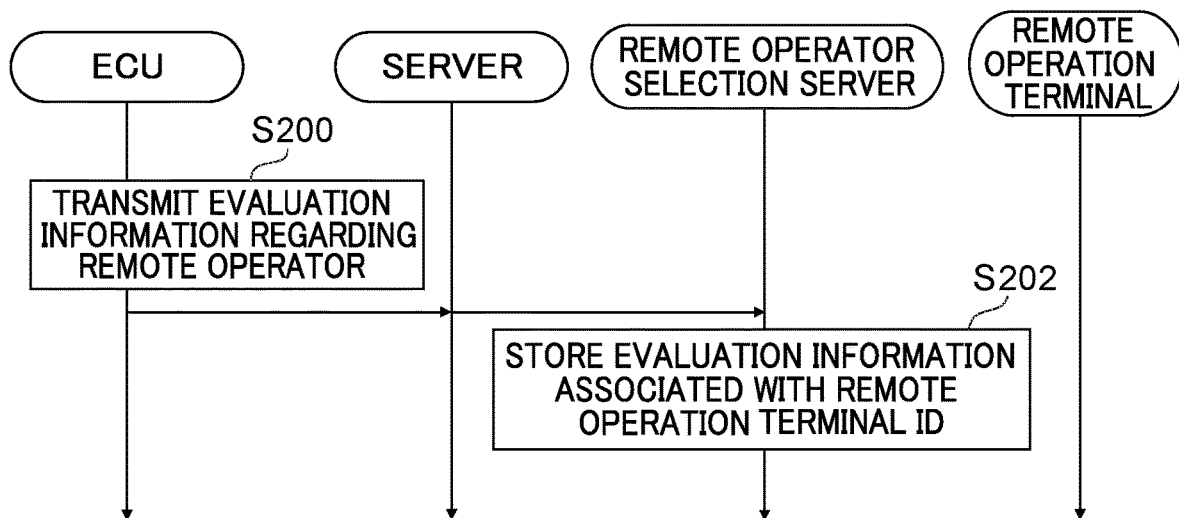 ECU
SERVER
REMOTE OPERATOR
SELECTION SERVER
REMOTE
OPERATION
TERMINAL
S200
TRANSMIT EVALUATION
INFORMATION REGARDING
REMOTE OPERATOR
S202
STORE EVALUATION INFORMATION
ASSOCIATED WITH REMOTE
OPERATION TERMINAL ID